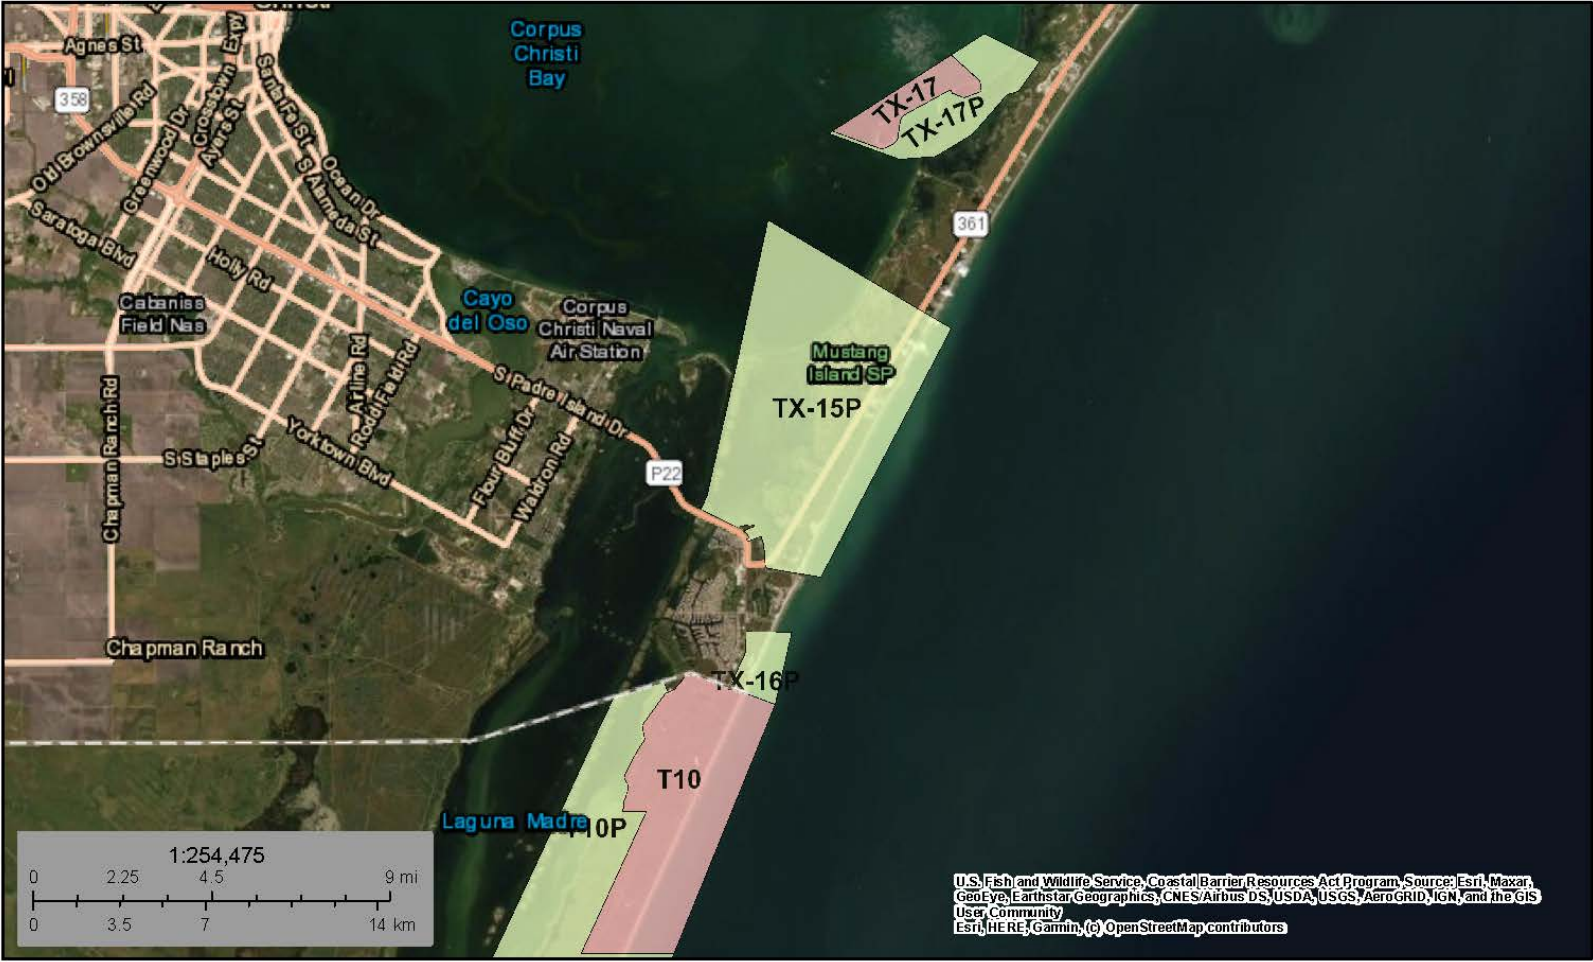 Corpus
Christi
Bay
Agnes St
Crosstown Expy
Santa Fe St
358
Old Brownsville Rd
Greenwood Dr
Ayers St
S Alameda St
Ocean Dr
Saratoga Blvd
Holly Rd
TX-17
TX-17P
361
Cabaniss
Field Nas
Cayo
del Oso
Corpus
Christi Naval
Air Station
Mustang
Island SP
TX-15P
Airline Rd
Rodd Field Rd
S Padre Island Dr
Chapman Ranch Rd
S Staples St
Yorktown Blvd
Flour Bluff Dr
Waldron Rd
P22
Chapman Ranch
TX-16P
T10
Laguna Madre
10P
1:254,475
0 2.25 4.5 9 mi
0 3.5 7 14 km
U.S. Fish and Wildlife Service, Coastal Barrier Resources Act Program, Source: Esri, Maxar,
GeoEye, Earthstar Geographics, CNES/Airbus DS, USDA, USGS, AeroGRID, IGN, and the GIS
User Community
Esri, HERE, Garmin, (c) OpenStreetMap contributors